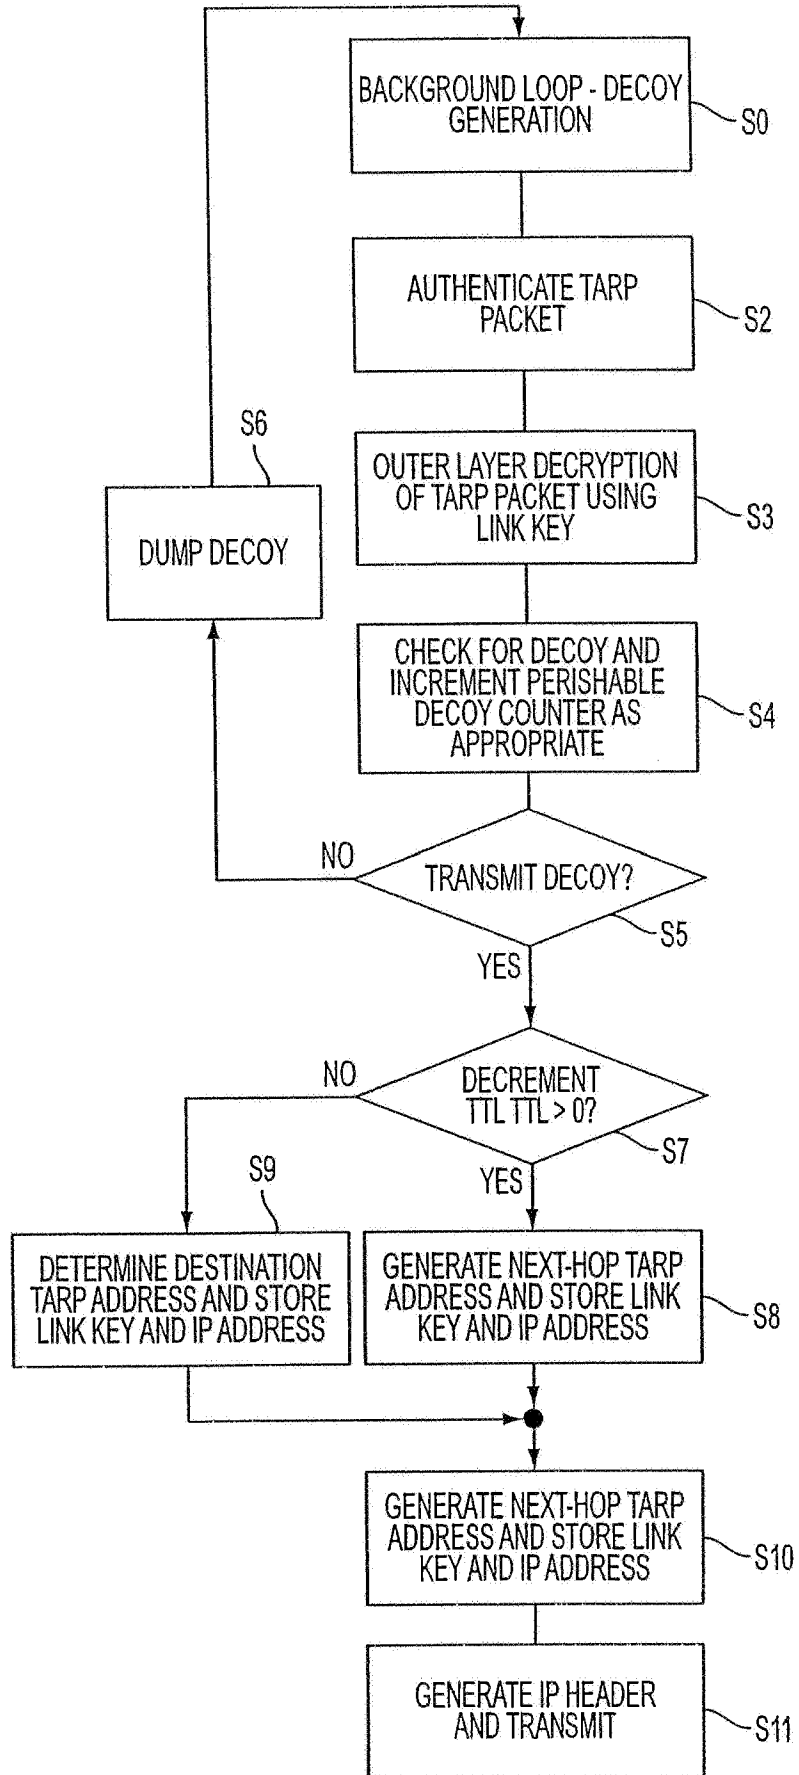 BACKGROUND LOOP - DECOY
GENERATION
S0
AUTHENTICATE TARP
PACKET
S2
S6
OUTER LAYER DECRYPTION
OF TARP PACKET USING
LINK KEY
S3
DUMP DECOY
CHECK FOR DECOY AND
INCREMENT PERISHABLE
DECOY COUNTER AS
APPROPRIATE
S4
NO
TRANSMIT DECOY?
S5
YES
NO
DECREMENT
TTL TTL > 0?
S7
YES
S9
DETERMINE DESTINATION
TARP ADDRESS AND STORE
LINK KEY AND IP ADDRESS
GENERATE NEXT-HOP TARP
ADDRESS AND STORE LINK
KEY AND IP ADDRESS
S8
GENERATE NEXT-HOP TARP
ADDRESS AND STORE LINK
KEY AND IP ADDRESS
S10
GENERATE IP HEADER
AND TRANSMIT
S11